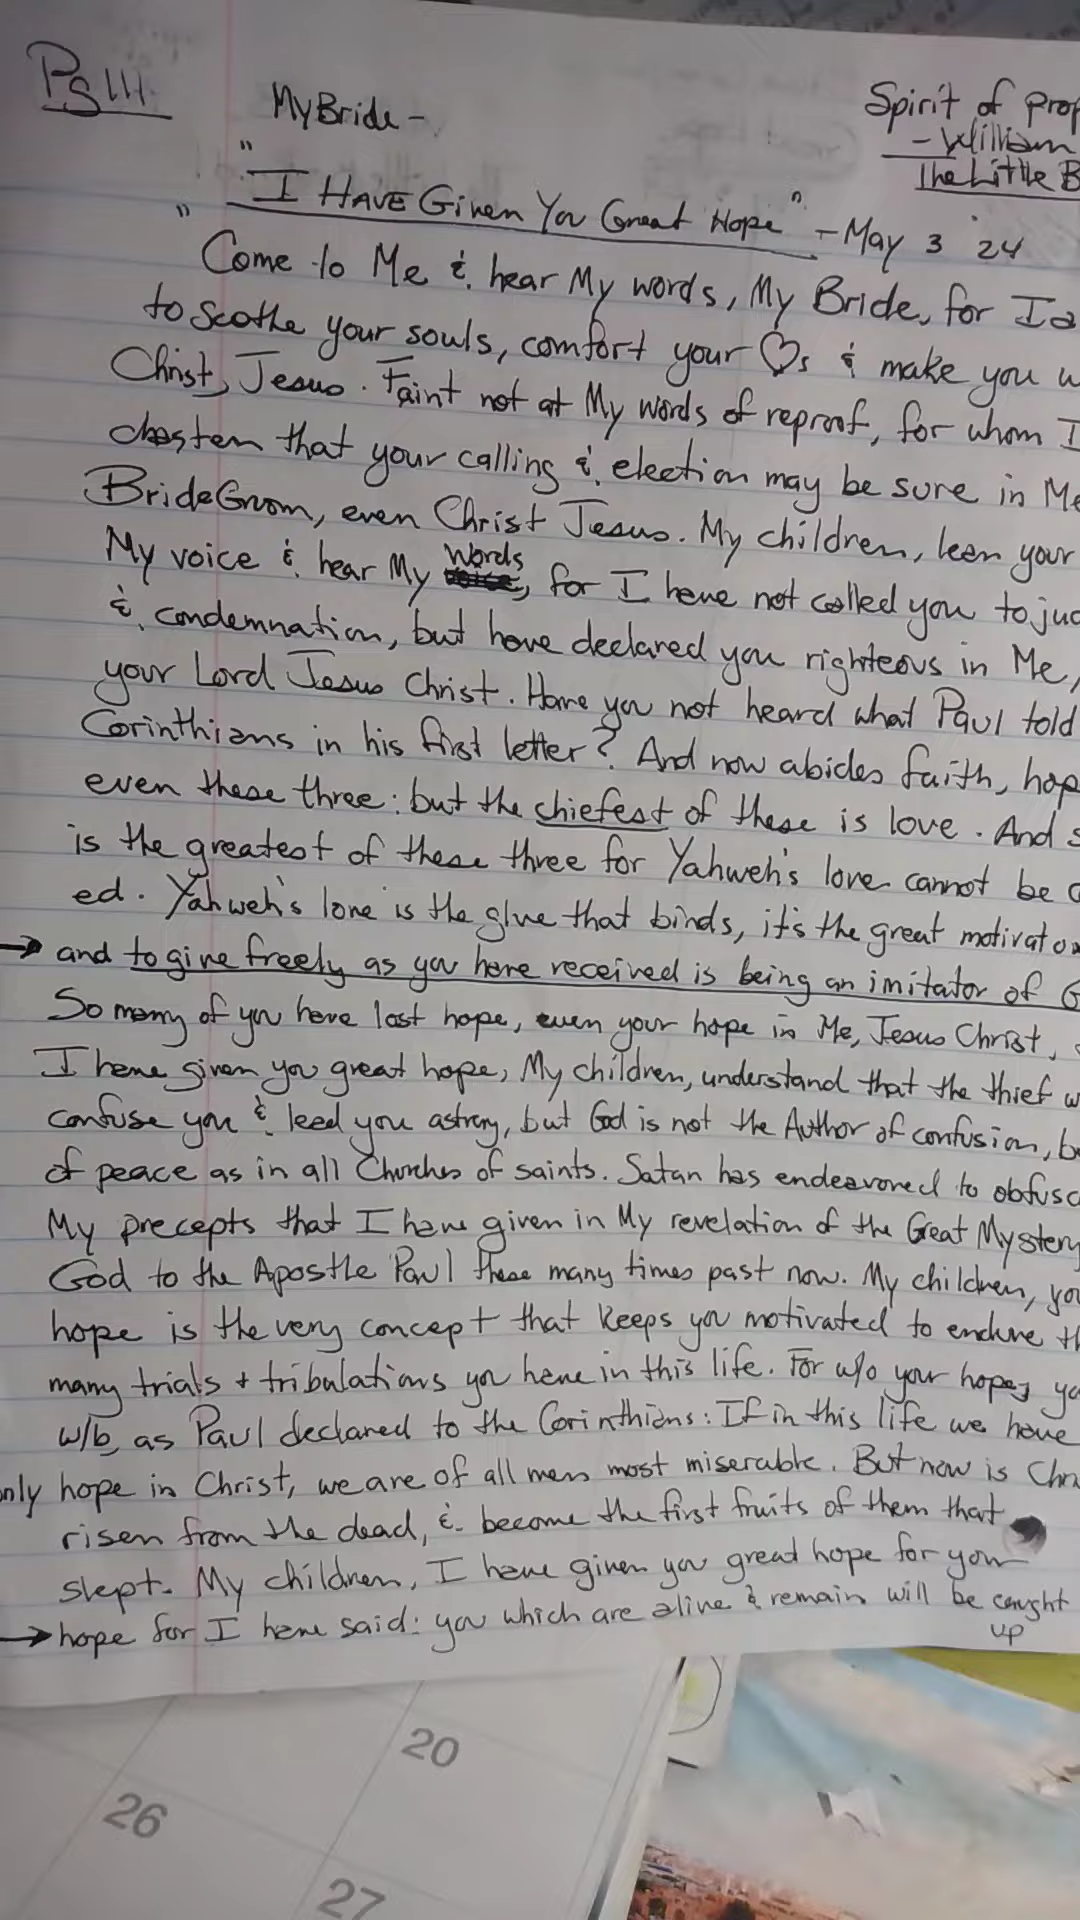 Ps 111
My Bride -
Spirit of Prop
- William
The Little B
"I HAVE Given You Great Hope" - May 3 '24
" Come to Me & hear My words, My Bride, for I a
to soothe your souls, comfort your ♡s & make you w
Christ, Jesus. Faint not at My words of reproof, for whom I
chasten that your calling & election may be sure in Me
BrideGroom, even Christ Jesus. My children, lean your
My voice & hear My Words, for I have not called you to jud
& condemnation, but have declared you righteous in Me,
your Lord Jesus Christ. Have you not heard what Paul told
Corinthians in his first letter? And now abides faith, hop
even these three: but the chiefest of these is love. And s
is the greatest of these three for Yahweh's love cannot be
ed. Yahweh's love is the glue that binds, it's the great motivator
→ and to give freely as you have received is being an imitator of G
So many of you have lost hope, even your hope in Me, Jesus Christ,
I have given you great hope, My children, understand that the thief w
confuse you & lead you astray, but God is not the Author of confusion, bu
of peace as in all Churches of saints. Satan has endeavored to obfusc
My precepts that I have given in My revelation of the Great Mystery
God to the Apostle Paul these many times past now. My children, you
hope is the very concept that keeps you motivated to endure th
many trials + tribulations you have in this life. For w/o your hope, yo
w/b, as Paul declared to the Corinthians: If in this life we have
only hope in Christ, we are of all men most miserable. But now is Chri
risen from the dead, & become the first fruits of them that
slept. My children, I have given you great hope for your
→ hope for I have said: you which are alive & remain will be caught
up
20
26
27